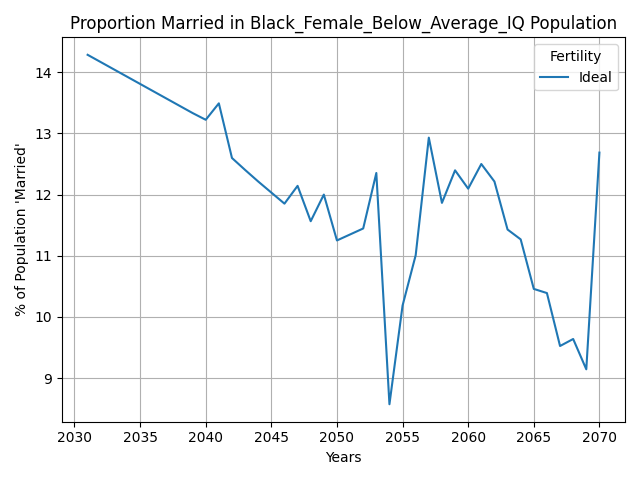 Proportion Married in Black_Female_Below_Average_IQ Population
Fertility
Ideal
% of Population 'Married'
14
13
12
11
10
9
2030 2035 2040 2045 2050 2055 2060 2065 2070
Years